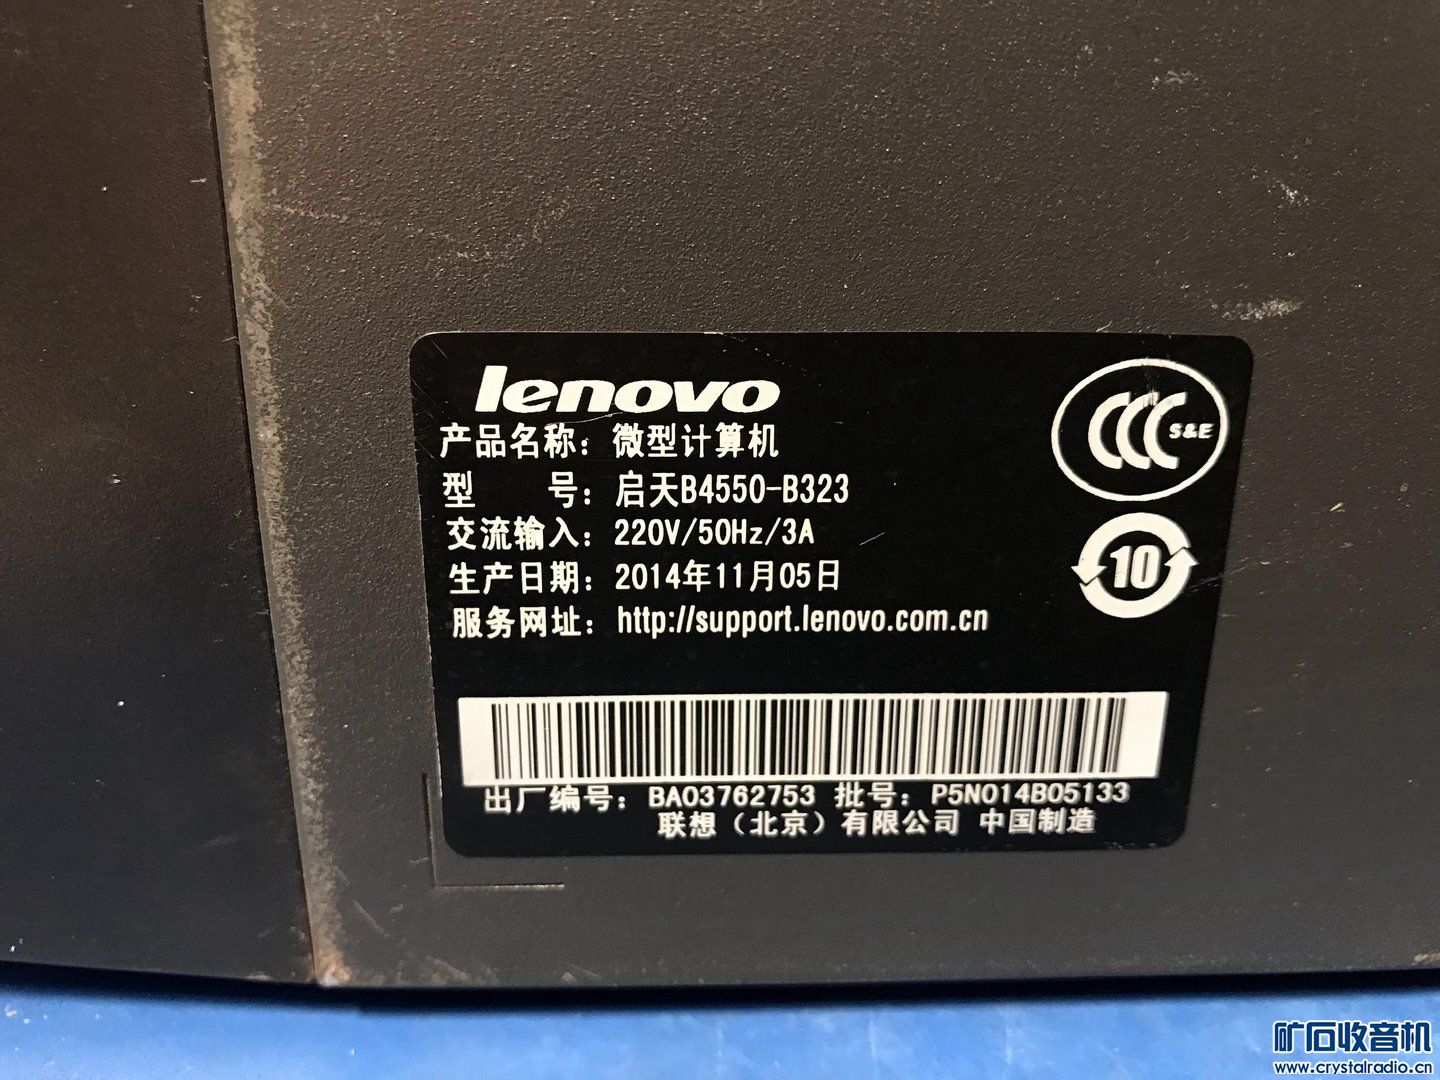 lenovo
产品名称：微型计算机
型　　号：启天B4550-B323
交流输入：220V/50Hz/3A
生产日期：2014年11月05日
服务网址：http://support.lenovo.com.cn
CCC S&E
10
出厂编号：BA03762753 批号：P5N014B05133
联想（北京）有限公司 中国制造
矿石收音机
www.crystalradio.cn